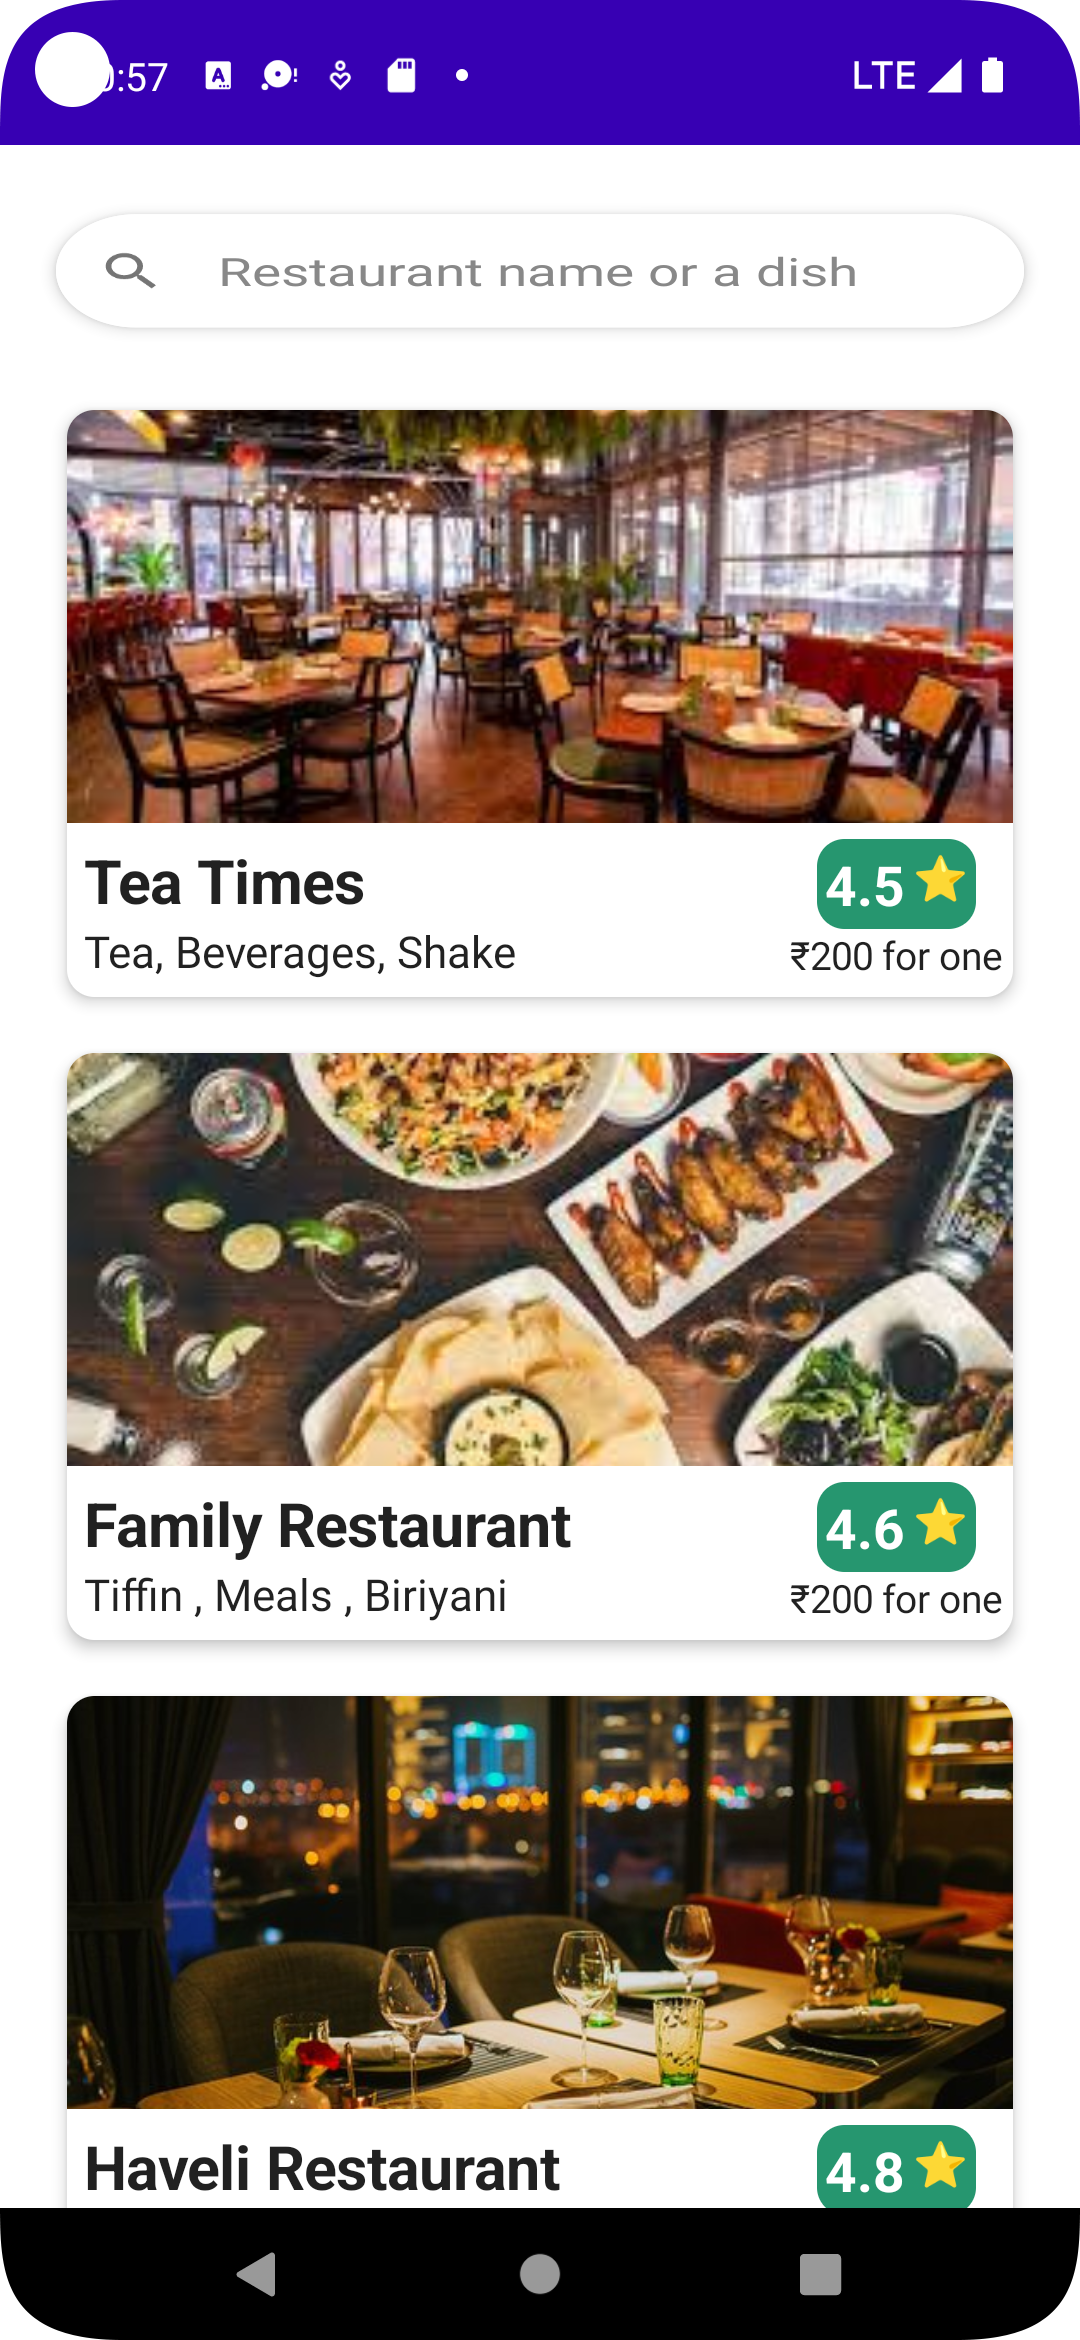 :57
LTE
Restaurant name or a dish
Tea Times
4.5
Tea, Beverages, Shake
₹200 for one
Family Restaurant
4.6
Tiffin , Meals , Biriyani
₹200 for one
Haveli Restaurant
4.8